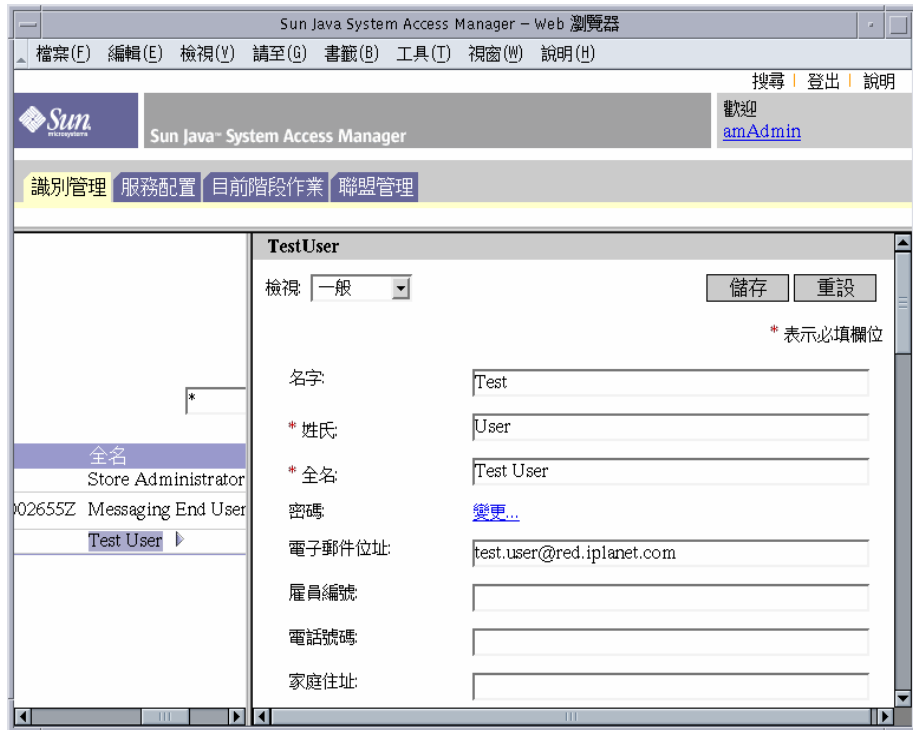 Sun Java System Access Manager – Web 瀏覽器
檔案(F) 編輯(E) 檢視(V) 請至(G) 書籤(B) 工具(T) 視窗(W) 說明(H)
搜尋 | 登出 | 說明
Sun
microsystems
Sun Java™ System Access Manager
歡迎
amAdmin
識別管理 服務配置 目前階段作業 聯盟管理
TestUser
檢視: 一般 儲存 重設
* 表示必填欄位
名字: Test
*
* 姓氏: User
全名
* 全名: Test User
Store Administrator
002655Z Messaging End User
密碼: 變更...
Test User
電子郵件位址: test.user@red.iplanet.com
雇員編號:
電話號碼:
家庭住址: